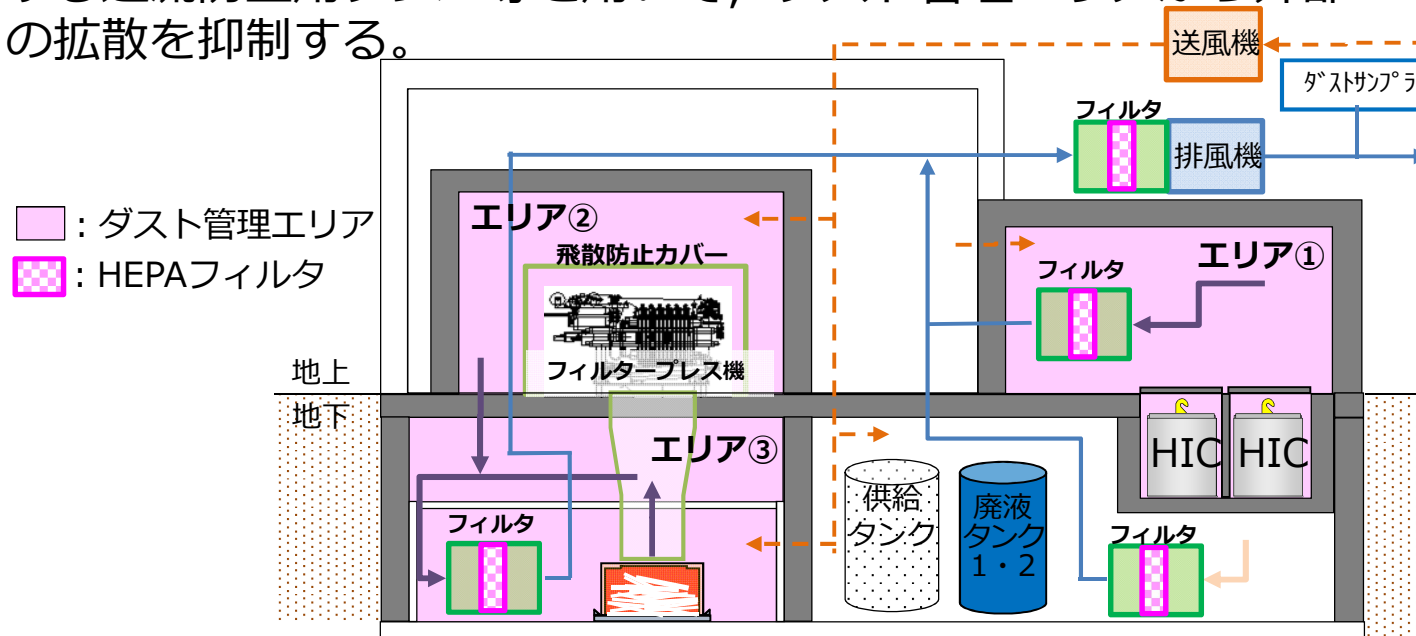 の拡散を抑制する。
送風機
ﾀﾞｽﾄｻﾝﾌﾟﾗ
フィルタ
排風機
：ダスト管理エリア
：HEPAフィルタ
エリア②
飛散防止カバー
フィルタープレス機
エリア①
フィルタ
地上
地下
エリア③
HIC
HIC
フィルタ
供給
タンク
廃液
タンク
1・2
フィルタ